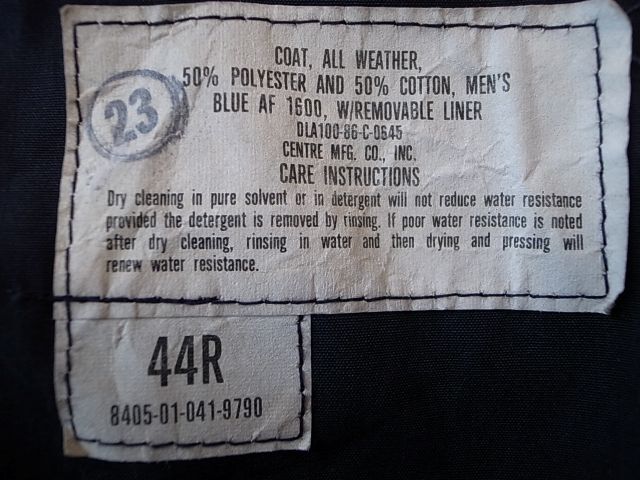 COAT, ALL WEATHER,
50% POLYESTER AND 50% COTTON, MEN'S
BLUE AF 1600, W/REMOVABLE LINER
DLA100-86-C-0645
CENTRE MFG. CO., INC.
CARE INSTRUCTIONS
Dry cleaning in pure solvent or in detergent will not reduce water resistance
provided the detergent is removed by rinsing. If poor water resistance is noted
after dry cleaning, rinsing in water and then drying and pressing will
renew water resistance.
23
44R
8405-01-041-9790